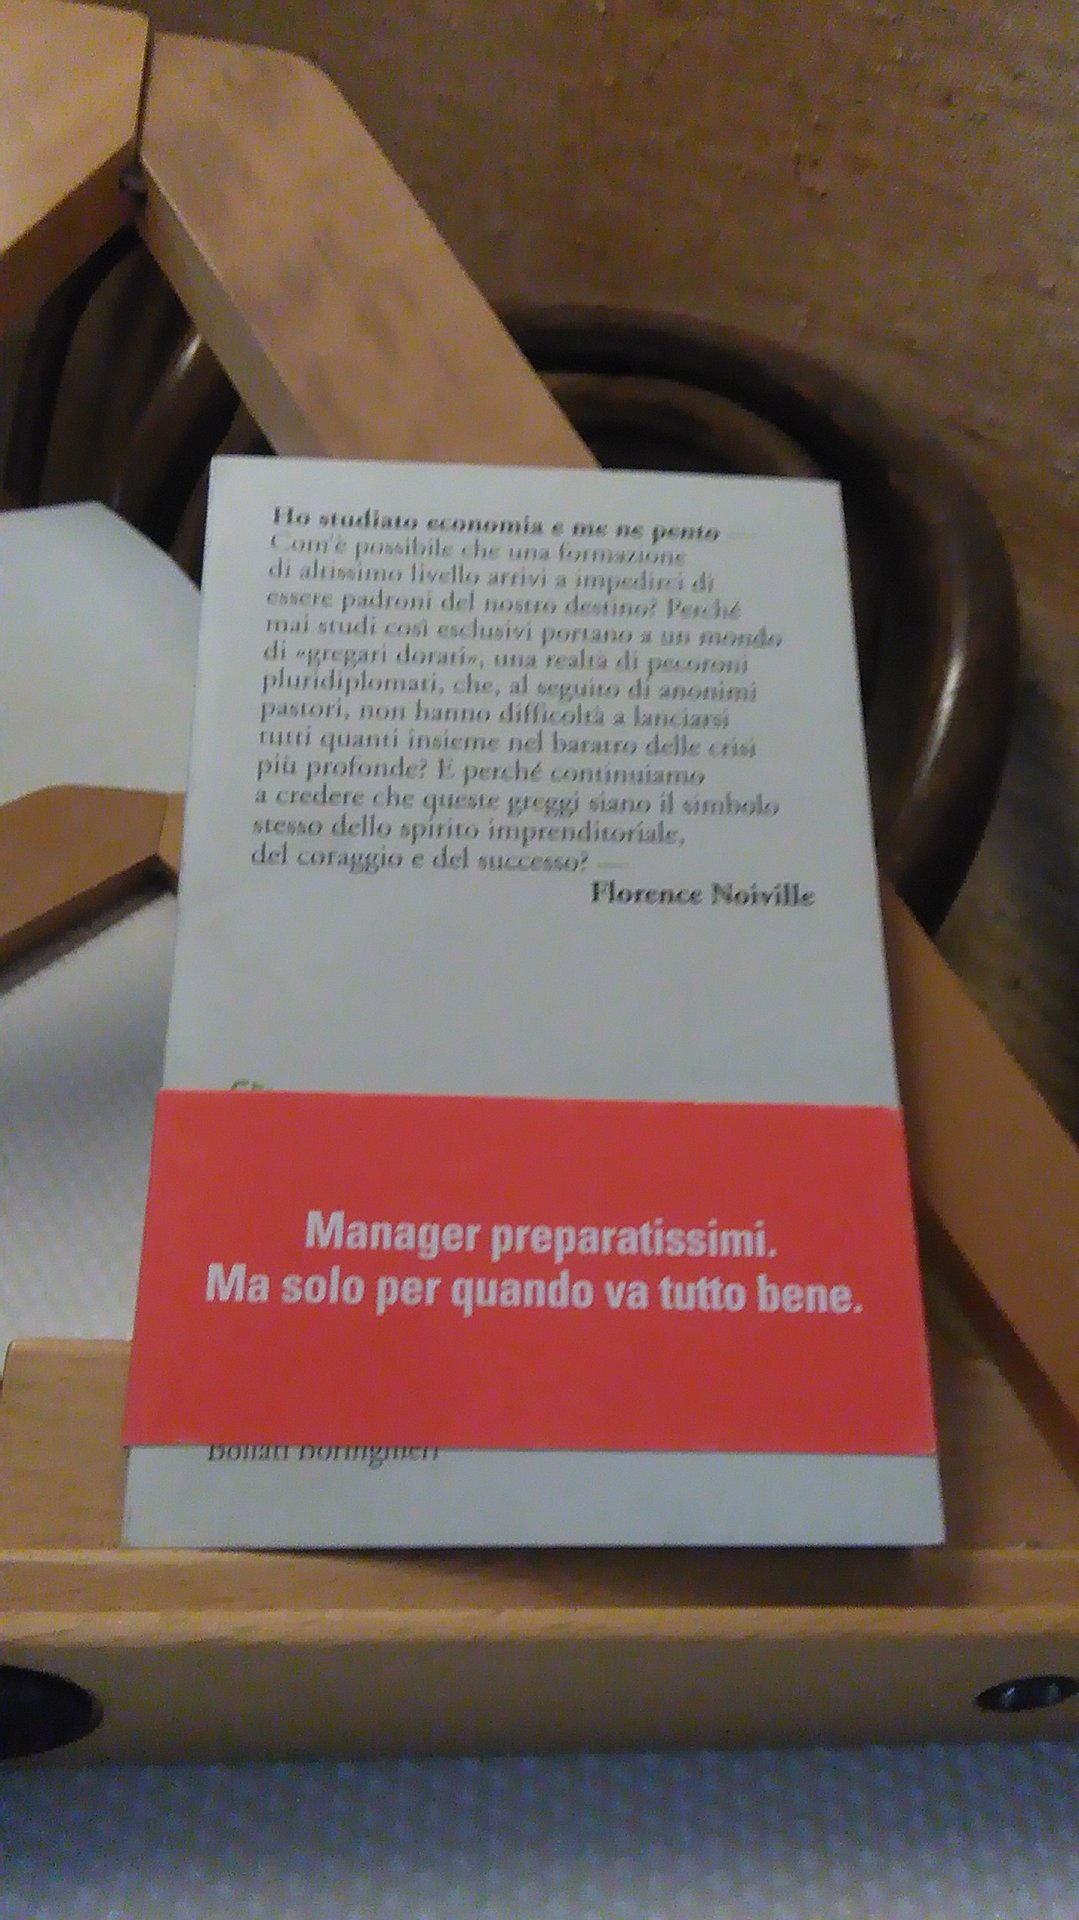 Ho studiato economia e me ne pento —
Com'è possibile che una formazione
di altissimo livello arrivi a impedirci di
essere padroni del nostro destino? Perché
mai studi così esclusivi portano a un mondo
di «gregari dorati», una realtà di pecoroni
pluridiplomati, che, al seguito di anonimi
pastori, non hanno difficoltà a lanciarsi
tutti quanti insieme nel baratro delle crisi
più profonde? E perché continuiamo
a credere che queste greggi siano il simbolo
stesso dello spirito imprenditoriale,
del coraggio e del successo? —
Florence Noiville
Manager preparatissimi.
Ma solo per quando va tutto bene.
Bollati Boringhieri